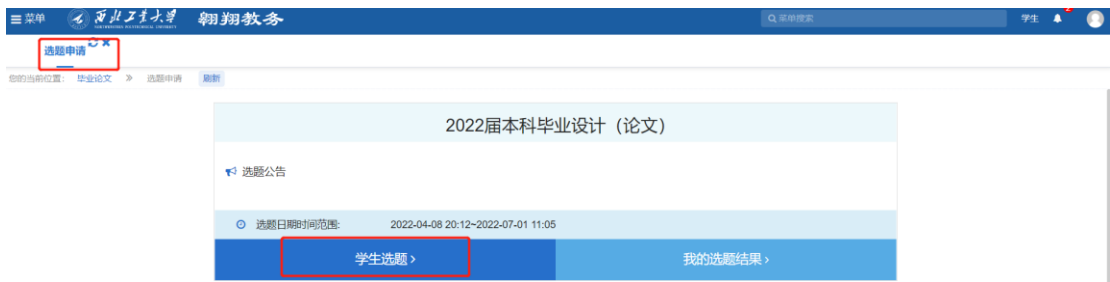 菜单 西北工业大学 翱翔教务 菜单搜索 学生 2
选题申请
您的当前位置： 毕业论文 » 选题申请 刷新
2022届本科毕业设计（论文）
选题公告
选题日期时间范围: 2022-04-08 20:12~2022-07-01 11:05
学生选题 › 我的选题结果 ›